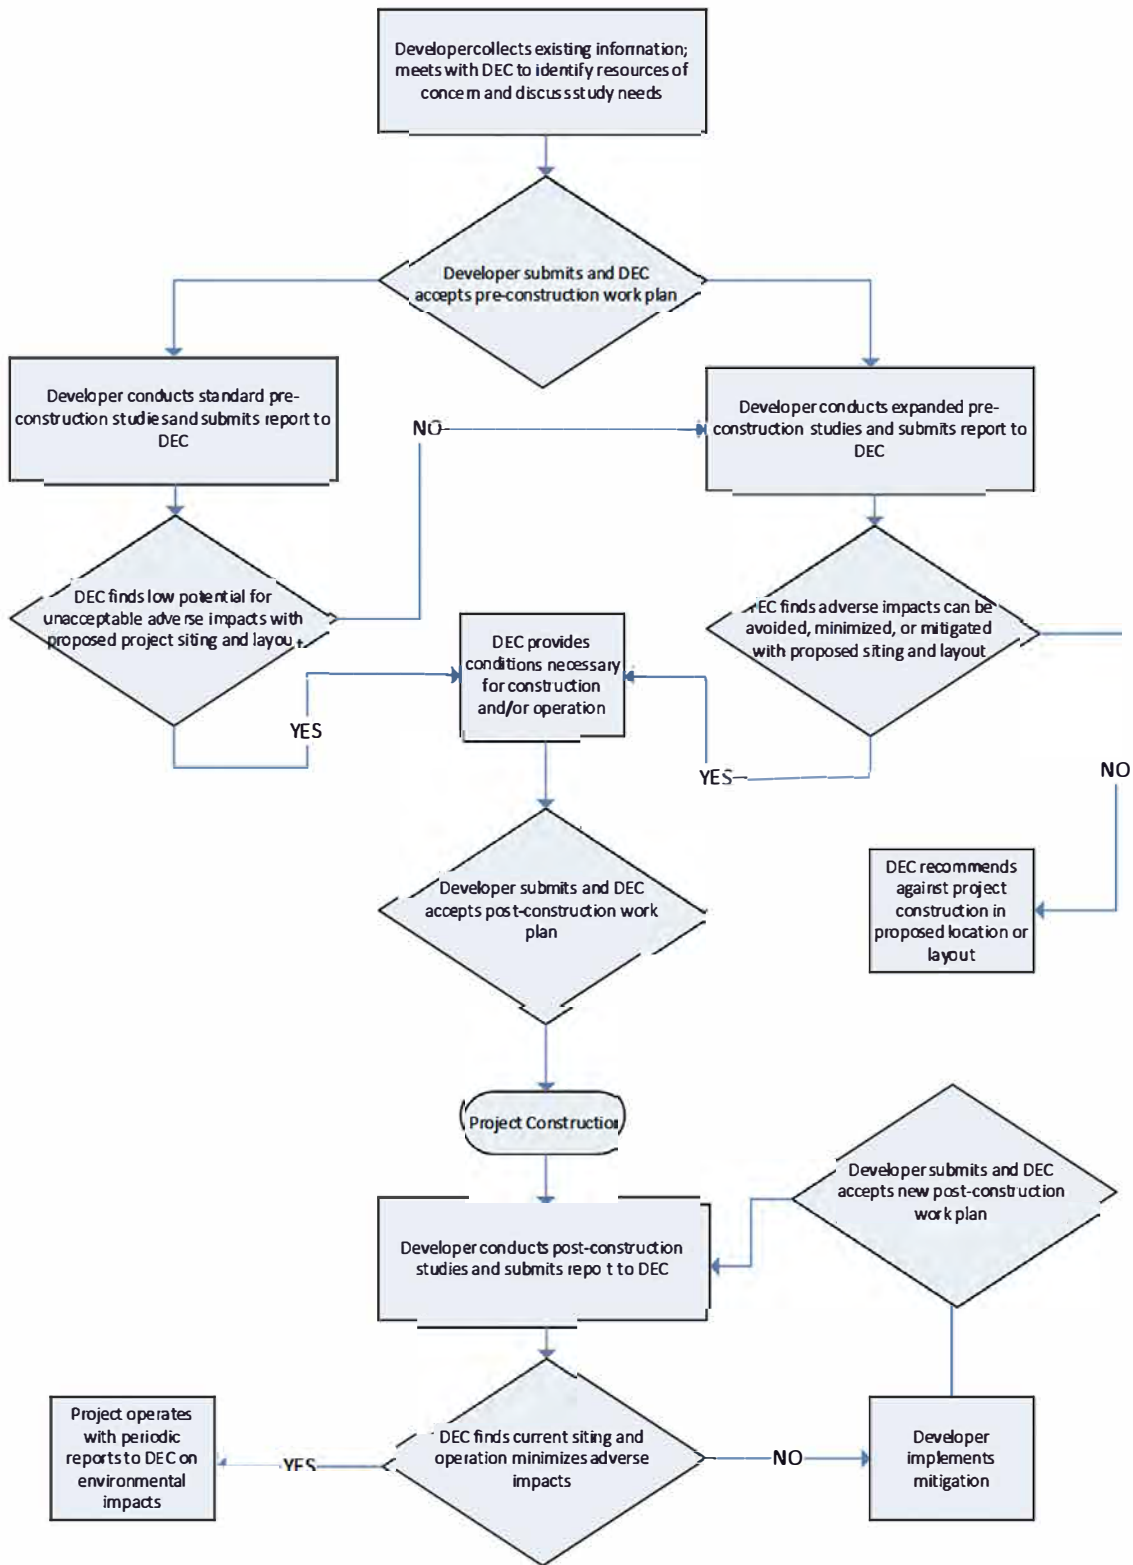 Developercollects existing information;
meets with DEC to identify resources of
concern and discuss study needs
Developer submits and DEC
accepts pre-construction work plan
Developer conducts standard pre-
construction studies and submits report to
DEC
NO
Developer conducts expanded pre-
construction studies and submits report to
DEC
DEC finds low potential for
unacceptable adverse impacts with
proposed project siting and layou
EC finds adverse impacts can be
avoided, minimized, or mitigated
with proposed siting and layout
DEC provides
conditions necessary
for construction
and/or operation
YES
YES
NO
Developer submits and DEC
accepts post-construction work
plan
DEC recommends
against project
construction in
proposed location or
layout
Project Construction
Developer submits and DEC
accepts new post-construction
work plan
Developer conducts post-construction
studies and submits repo t to DEC
Project operates
with periodic
reports to DEC on
environmental
impacts
YES
DEC finds current siting and
operation minimizes adverse
impacts
NO
Developer
implements
mitigation